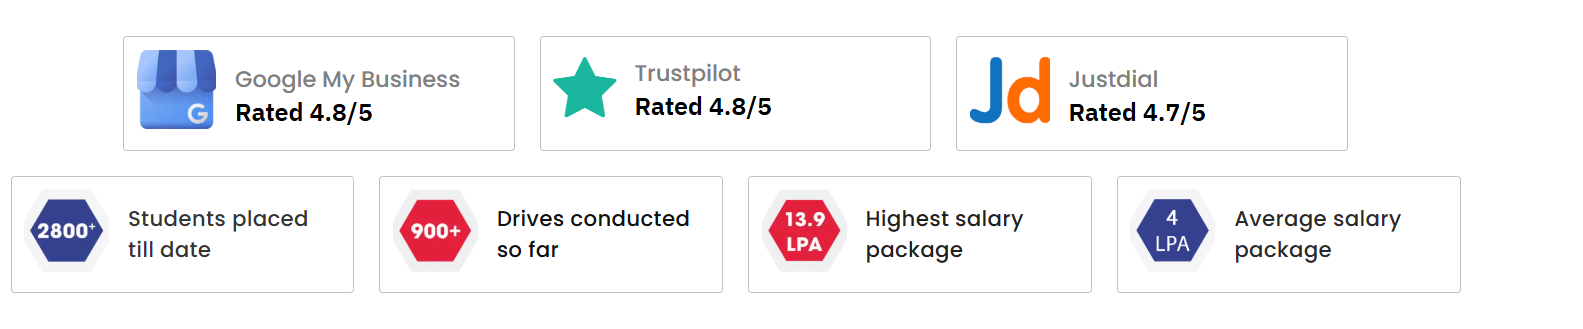 Google My Business
Rated 4.8/5
Trustpilot
Rated 4.8/5
Jd
Justdial
Rated 4.7/5
G
2800+
Students placed
till date
900+
Drives conducted
so far
13.9
LPA
Highest salary
package
4
LPA
Average salary
package